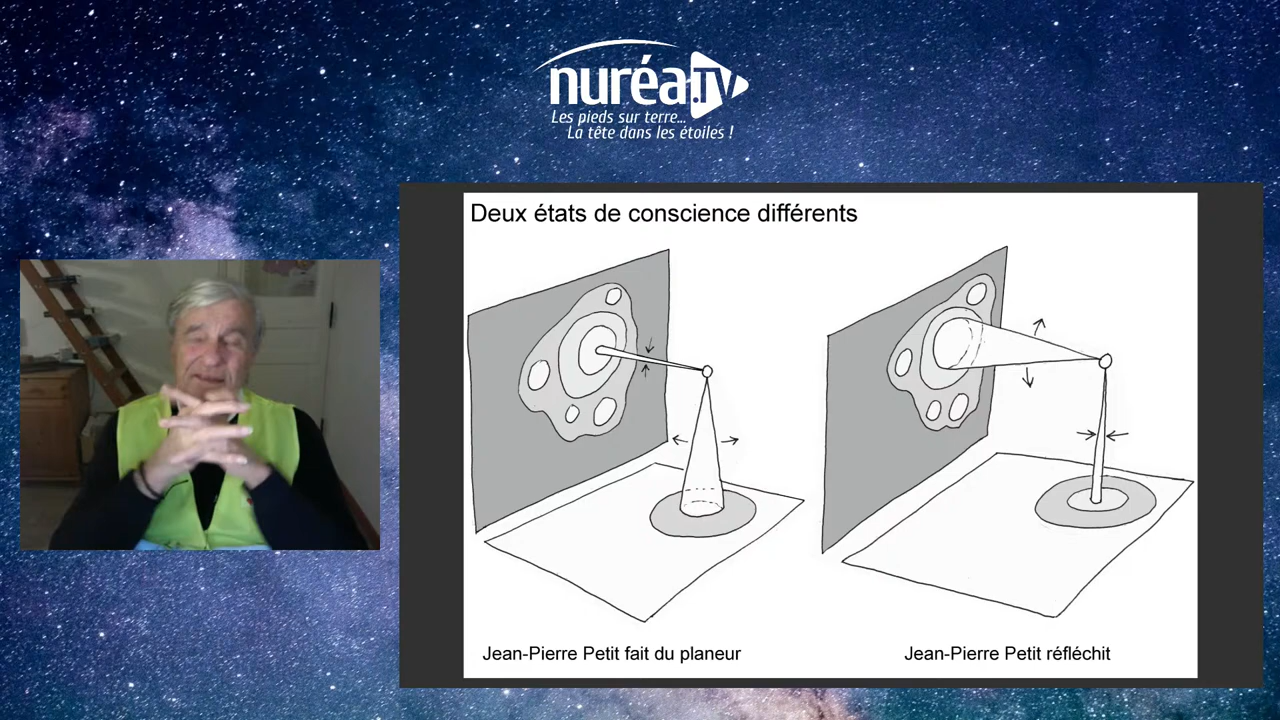 nuréa.TV
Les pieds sur terre...
La tête dans les étoiles !
Deux états de conscience différents
Jean-Pierre Petit fait du planeur
Jean-Pierre Petit réfléchit